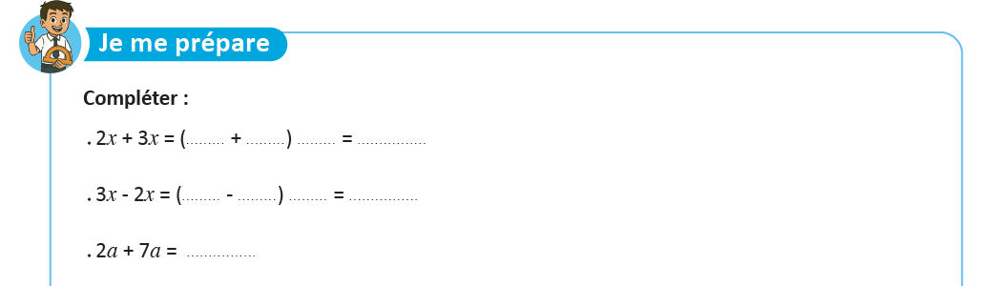 Je me prépare
Compléter :
. 2x + 3x = (......... + .........) ......... = ................
. 3x - 2x = (......... - .........) ......... = ................
. 2a + 7a = ................